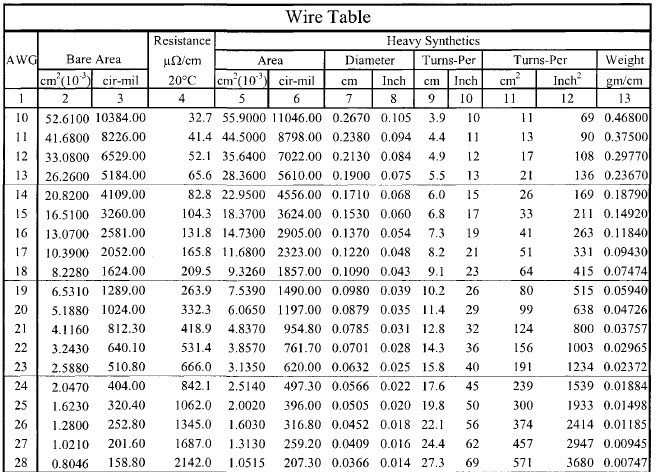 Wire Table
Resistance Heavy Synthetics
AWG Bare Area μΩ/cm Area Diameter Turns-Per Turns-Per Weight
cm²(10⁻³) cir-mil 20°C cm²(10⁻³) cir-mil cm Inch cm Inch cm² Inch² gm/cm
1 2 3 4 5 6 7 8 9 10 11 12 13
10 52.6100 10384.00 32.7 55.9000 11046.00 0.2670 0.105 3.9 10 11 69 0.46800
11 41.6800 8226.00 41.4 44.5000 8798.00 0.2380 0.094 4.4 11 13 90 0.37500
12 33.0800 6529.00 52.1 35.6400 7022.00 0.2130 0.084 4.9 12 17 108 0.29770
13 26.2600 5184.00 65.6 28.3600 5610.00 0.1900 0.075 5.5 13 21 136 0.23670
14 20.8200 4109.00 82.8 22.9500 4556.00 0.1710 0.068 6.0 15 26 169 0.18790
15 16.5100 3260.00 104.3 18.3700 3624.00 0.1530 0.060 6.8 17 33 211 0.14920
16 13.0700 2581.00 131.8 14.7300 2905.00 0.1370 0.054 7.3 19 41 263 0.11840
17 10.3900 2052.00 165.8 11.6800 2323.00 0.1220 0.048 8.2 21 51 331 0.09430
18 8.2280 1624.00 209.5 9.3260 1857.00 0.1090 0.043 9.1 23 64 415 0.07474
19 6.5310 1289.00 263.9 7.5390 1490.00 0.0980 0.039 10.2 26 80 515 0.05940
20 5.1880 1024.00 332.3 6.0650 1197.00 0.0879 0.035 11.4 29 99 638 0.04726
21 4.1160 812.30 418.9 4.8370 954.80 0.0785 0.031 12.8 32 124 800 0.03757
22 3.2430 640.10 531.4 3.8570 761.70 0.0701 0.028 14.3 36 156 1003 0.02965
23 2.5880 510.80 666.0 3.1350 620.00 0.0632 0.025 15.8 40 191 1234 0.02372
24 2.0470 404.00 842.1 2.5140 497.30 0.0566 0.022 17.6 45 239 1539 0.01884
25 1.6230 320.40 1062.0 2.0020 396.00 0.0505 0.020 19.8 50 300 1933 0.01498
26 1.2800 252.80 1345.0 1.6030 316.80 0.0452 0.018 22.1 56 374 2414 0.01185
27 1.0210 201.60 1687.0 1.3130 259.20 0.0409 0.016 24.4 62 457 2947 0.00945
28 0.8046 158.80 2142.0 1.0515 207.30 0.0366 0.014 27.3 69 571 3680 0.00747